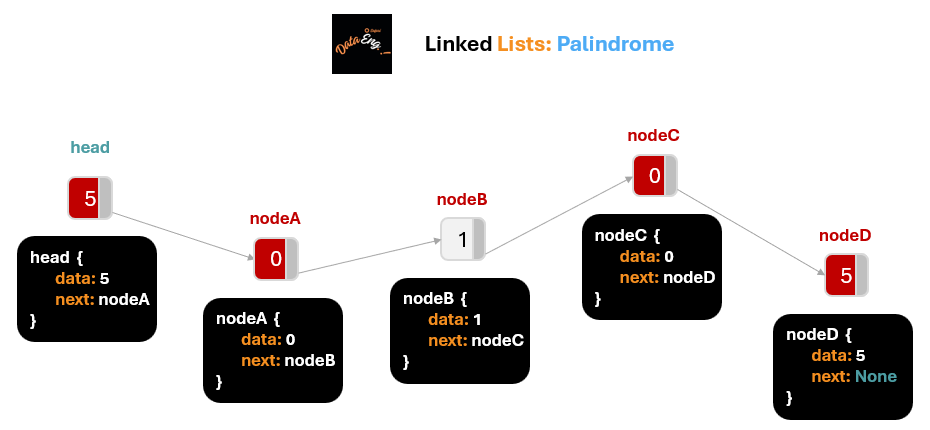 Data Eng.
Linked Lists: Palindrome
head
5
head {
data: 5
next: nodeA
}
nodeA
0
nodeA {
data: 0
next: nodeB
}
nodeB
1
nodeB {
data: 1
next: nodeC
}
nodeC
0
nodeC {
data: 0
next: nodeD
}
nodeD
5
nodeD {
data: 5
next: None
}